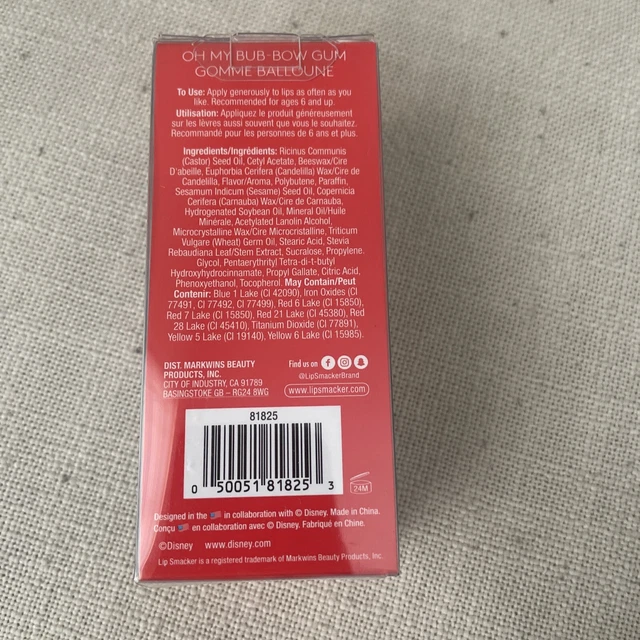 OH MY BUB-BOW GUM
GOMME BALLOUNE
To Use: Apply generously to lips as often as you
like. Recommended for ages 6 and up.
Utilisation: Appliquez le produit généreusement
sur les lèvres aussi souvent que vous le souhaitez.
Recommandé pour les personnes de 6 ans et plus.
Ingredients/Ingrédients: Ricinus Communis
(Castor) Seed Oil, Cetyl Acetate, Beeswax/Cire
D'abeille, Euphorbia Cerifera (Candelilla) Wax/Cire de
Candelilla, Flavor/Aroma, Polybutene, Paraffin,
Sesamum Indicum (Sesame) Seed Oil, Copernicia
Cerifera (Carnauba) Wax/Cire de Carnauba,
Hydrogenated Soybean Oil, Mineral Oil/Huile
Minérale, Acetylated Lanolin Alcohol,
Microcrystalline Wax/Cire Microcristalline, Triticum
Vulgare (Wheat) Germ Oil, Stearic Acid, Stevia
Rebaudiana Leaf/Stem Extract, Sucralose, Propylene
Glycol, Pentaerythrityl Tetra-di-t-butyl
Hydroxyhydrocinnamate, Propyl Gallate, Citric Acid,
Phenoxyethanol, Tocopherol. May Contain/Peut
Contenir: Blue 1 Lake (CI 42090), Iron Oxides (CI
77491, CI 77492, CI 77499), Red 6 Lake (CI 15850),
Red 7 Lake (CI 15850), Red 21 Lake (CI 45380), Red
28 Lake (CI 45410), Titanium Dioxide (CI 77891),
Yellow 5 Lake (CI 19140), Yellow 6 Lake (CI 15985).
DIST. MARKWINS BEAUTY
PRODUCTS, INC.
CITY OF INDUSTRY, CA 91789
BASINGSTOKE GB – RG24 8WG
Find us on
@LipSmackerBrand
www.lipsmacker.com
81825
0 50051 81825 3
24M
Designed in the in collaboration with © Disney. Made in China.
Conçu en collaboration avec © Disney. Fabriqué en Chine.
©Disney www.disney.com
Lip Smacker is a registered trademark of Markwins Beauty Products, Inc.